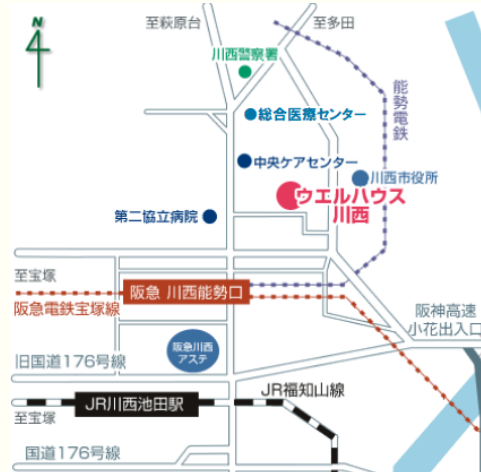 N
至萩原台
至多田
川西警察署
総合医療センター
能勢電鉄
中央ケアセンター
川西市役所
ウエルハウス
川西
第二協立病院
至宝塚
阪急 川西能勢口
阪急電鉄宝塚線
阪神高速
小花出入口
阪急川西
アステ
旧国道176号線
JR福知山線
JR川西池田駅
至宝塚
国道176号線